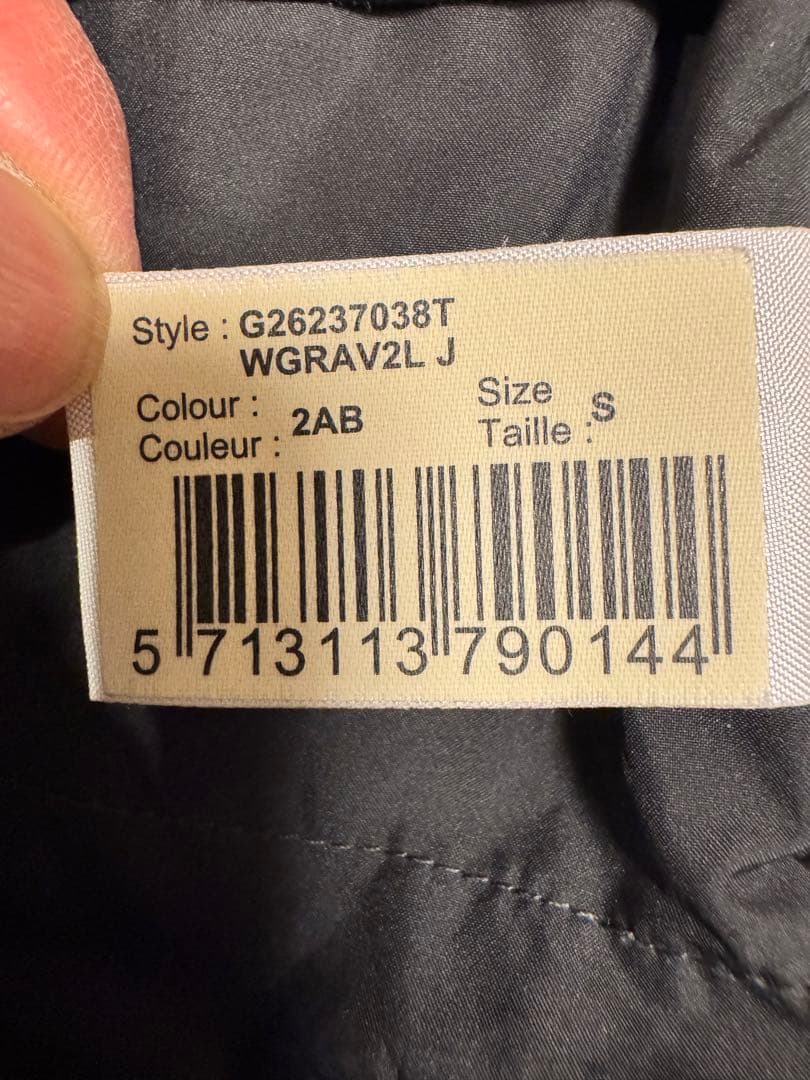 Style : G26237038T
WGRAV2L J
Colour :
Couleur : 2AB
Size
Taille : S
5 713113 790144